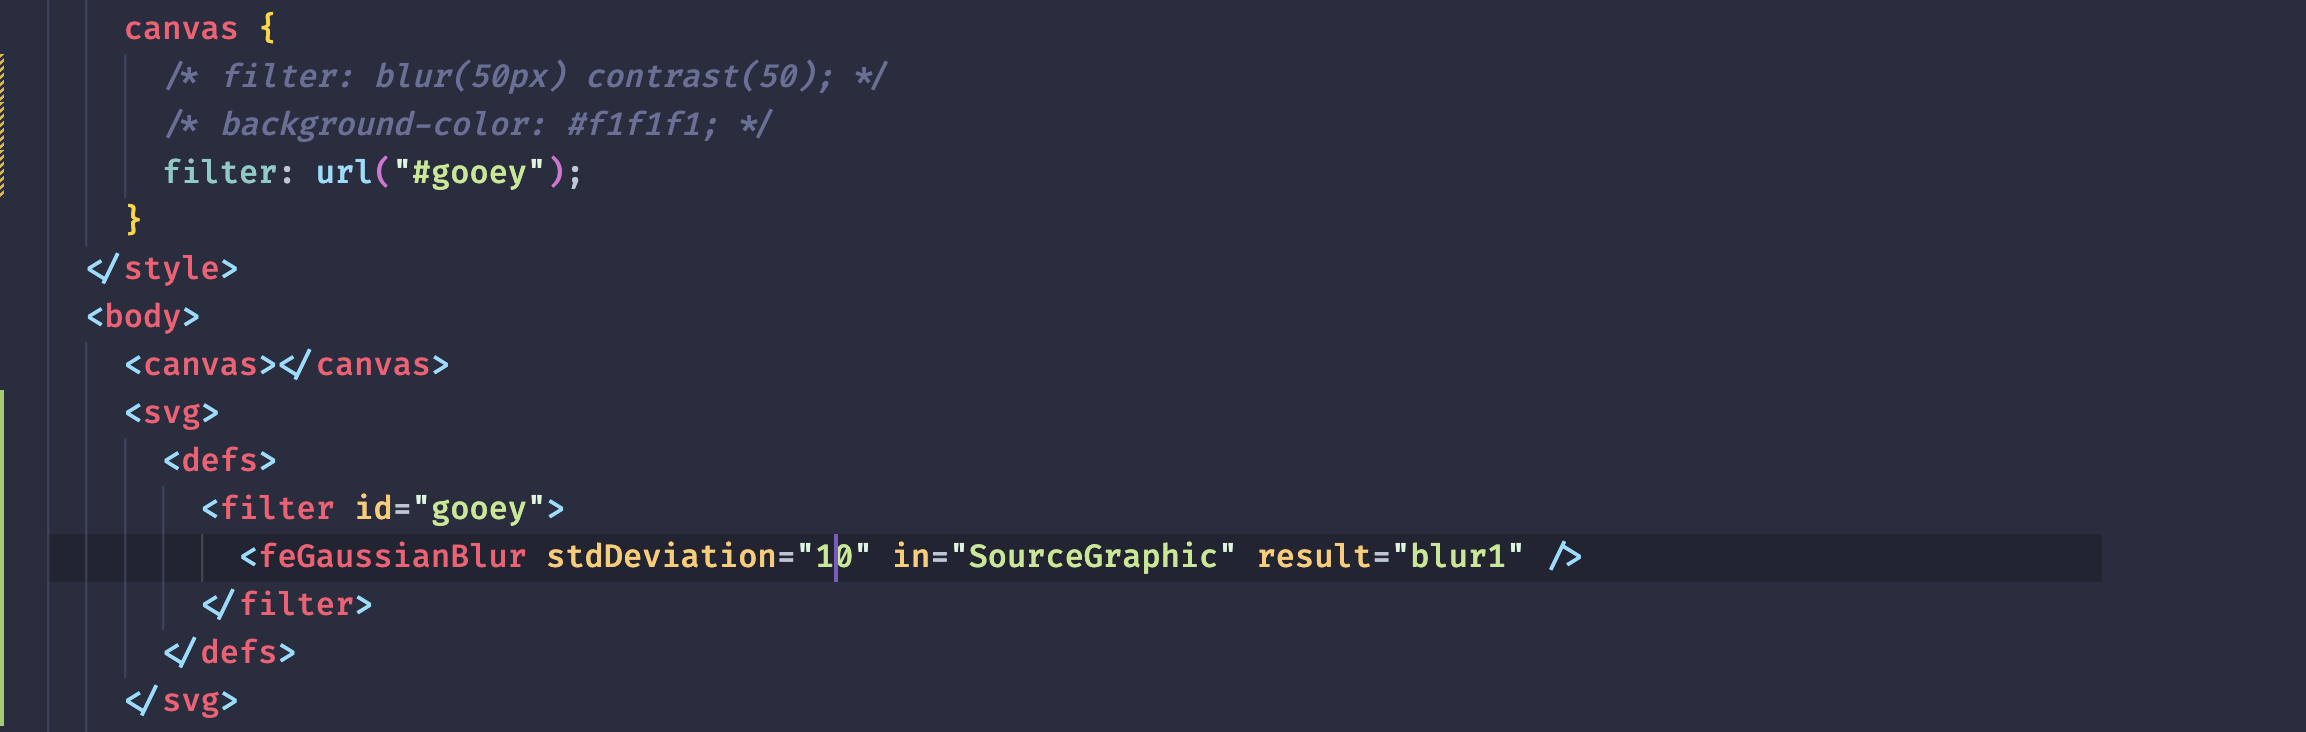 canvas {
/* filter: blur(50px) contrast(50); */
/* background-color: #f1f1f1; */
filter: url("#gooey");
}
</style>
<body>
<canvas></canvas>
<svg>
<defs>
<filter id="gooey">
<feGaussianBlur stdDeviation="10" in="SourceGraphic" result="blur1" />
</filter>
</defs>
</svg>